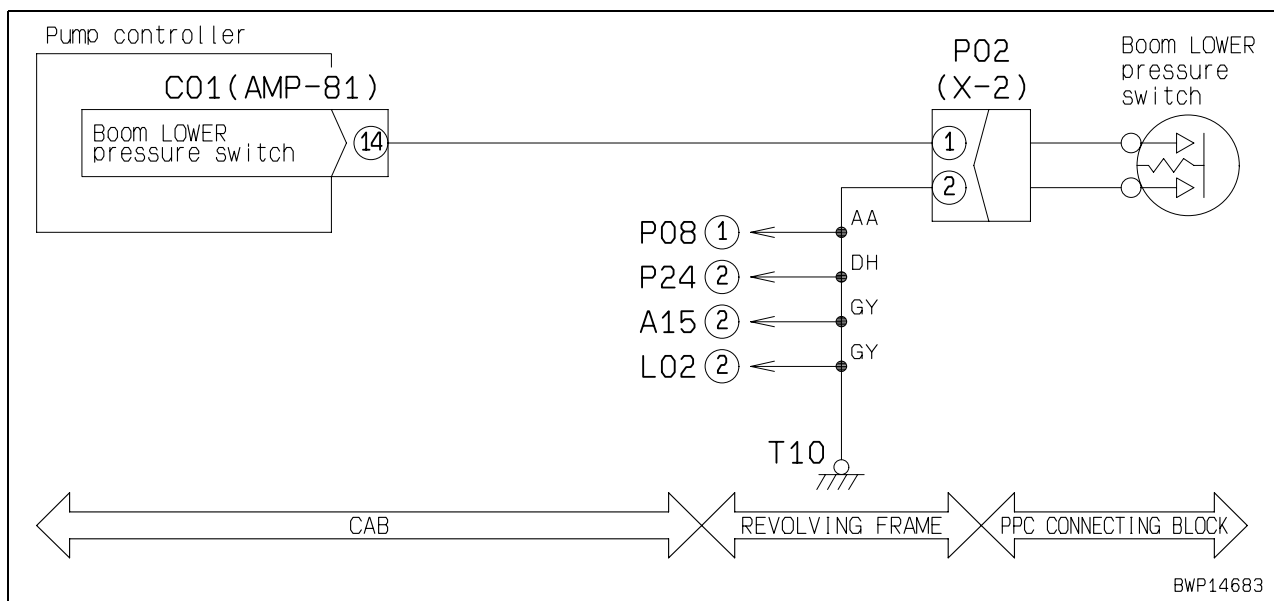 Pump controller
C01(AMP-81)
Boom LOWER
pressure switch
14
P02
(X-2)
1
2
Boom LOWER
pressure
switch
P08 1
AA
P24 2
DH
A15 2
GY
L02 2
GY
T10
CAB
REVOLVING FRAME
PPC CONNECTING BLOCK
BWP14683